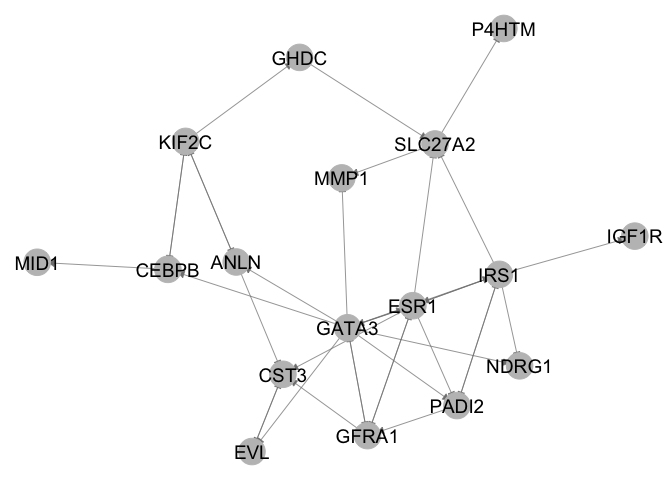 P4HTM
GHDC
KIF2C
SLC27A2
MMP1
IGF1R
MID1
CEBPB
ANLN
IRS1
ESR1
GATA3
NDRG1
CST3
PADI2
GFRA1
EVL